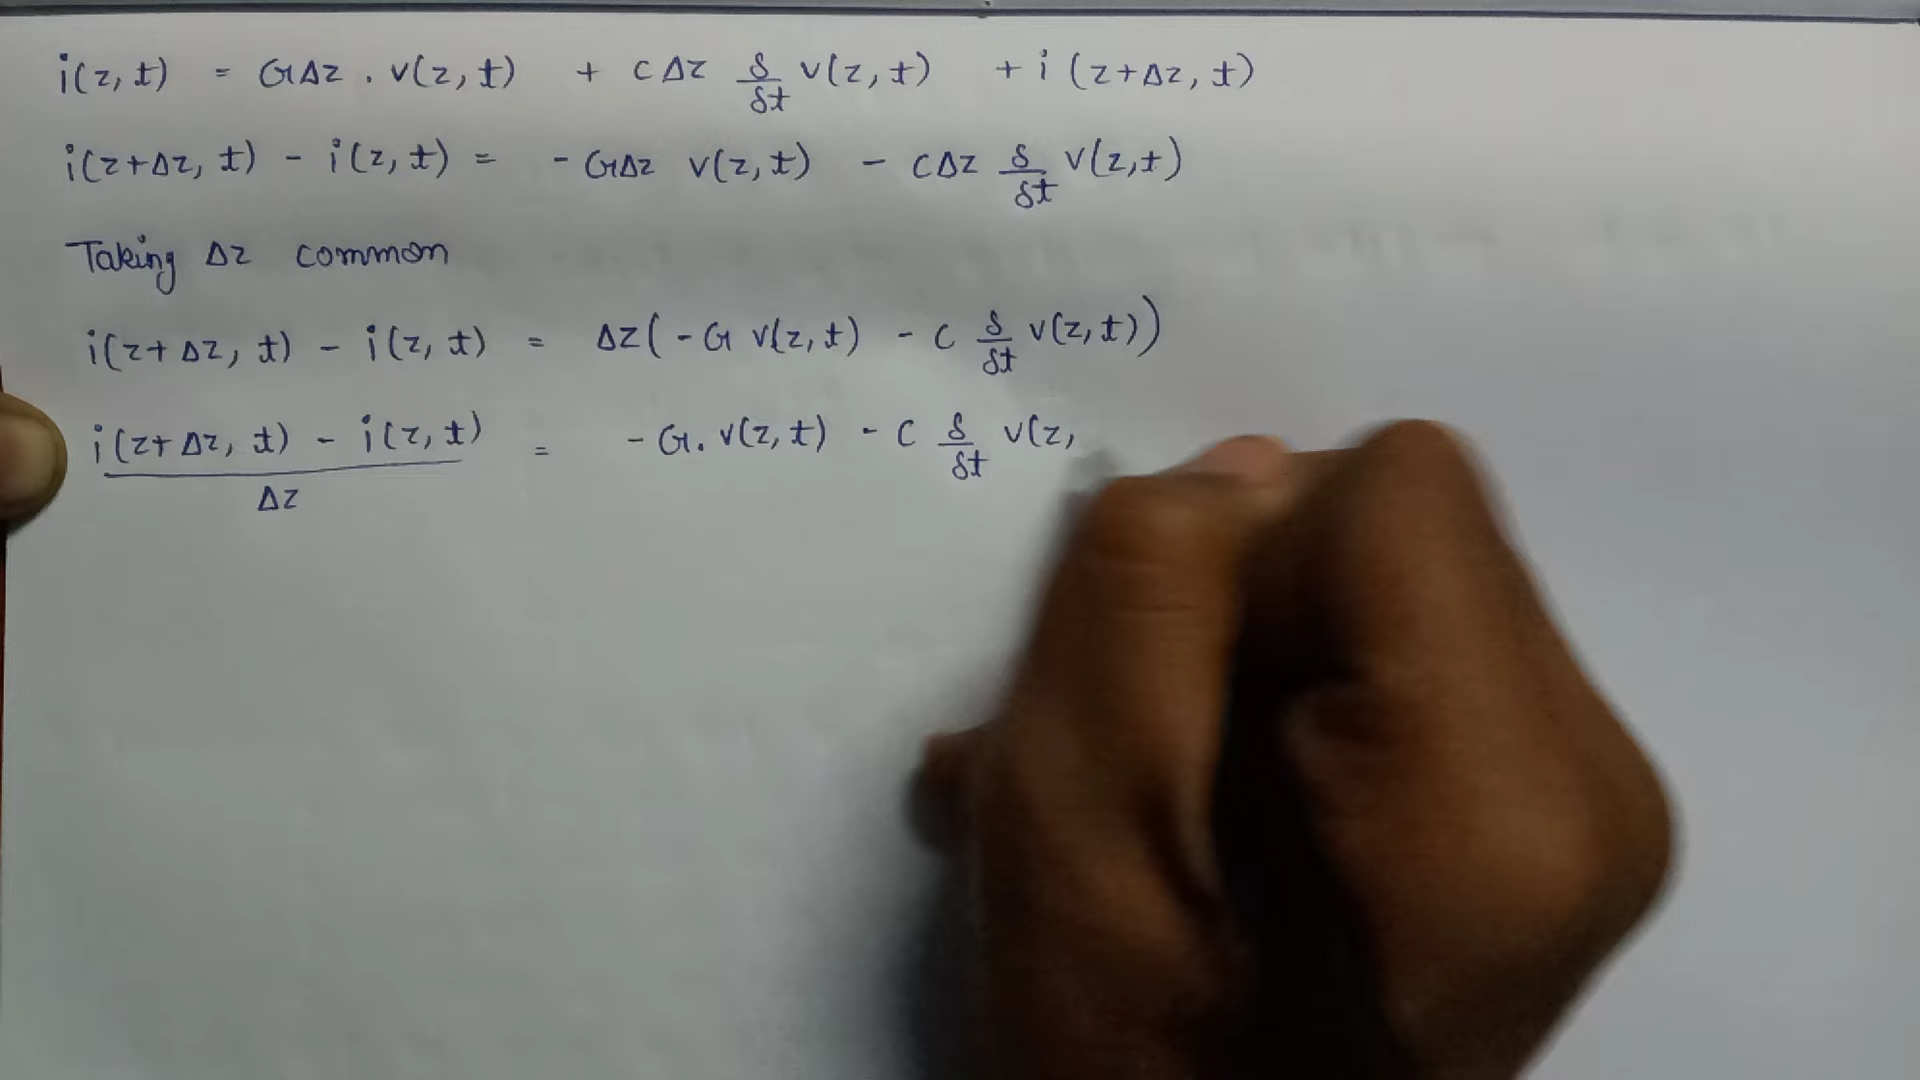 i(z, t) = GΔz . v(z, t) + CΔz δ/δt v(z, t) + i (z+Δz, t)
i(z+Δz, t) - i(z, t) = - GΔz v(z, t) - CΔz δ/δt v(z,t)
Taking Δz common
i(z+Δz, t) - i(z, t) = Δz(-G v(z, t) - C δ/δt v(z, t))
i(z+Δz, t) - i(z, t) / Δz = -G. v(z, t) - C δ/δt v(z,